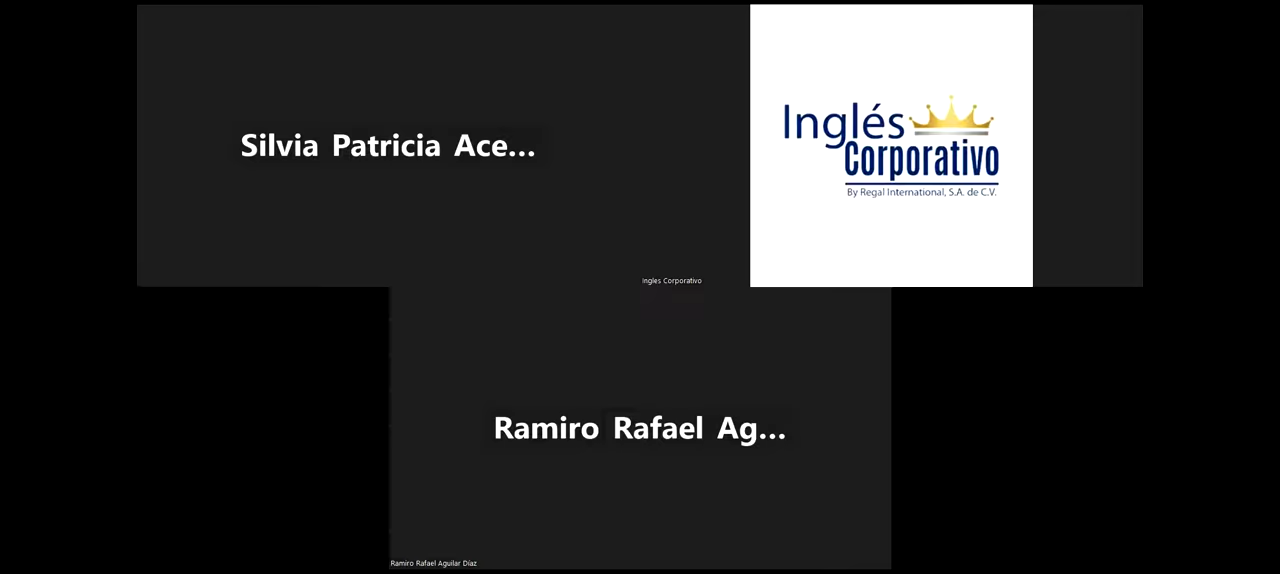 Silvia Patricia Ace...
Inglés
Corporativo
By Regal International, S.A. de C.V.
Ingles Corporativo
Ramiro Rafael Ag...
Ramiro Rafael Aguilar Díaz